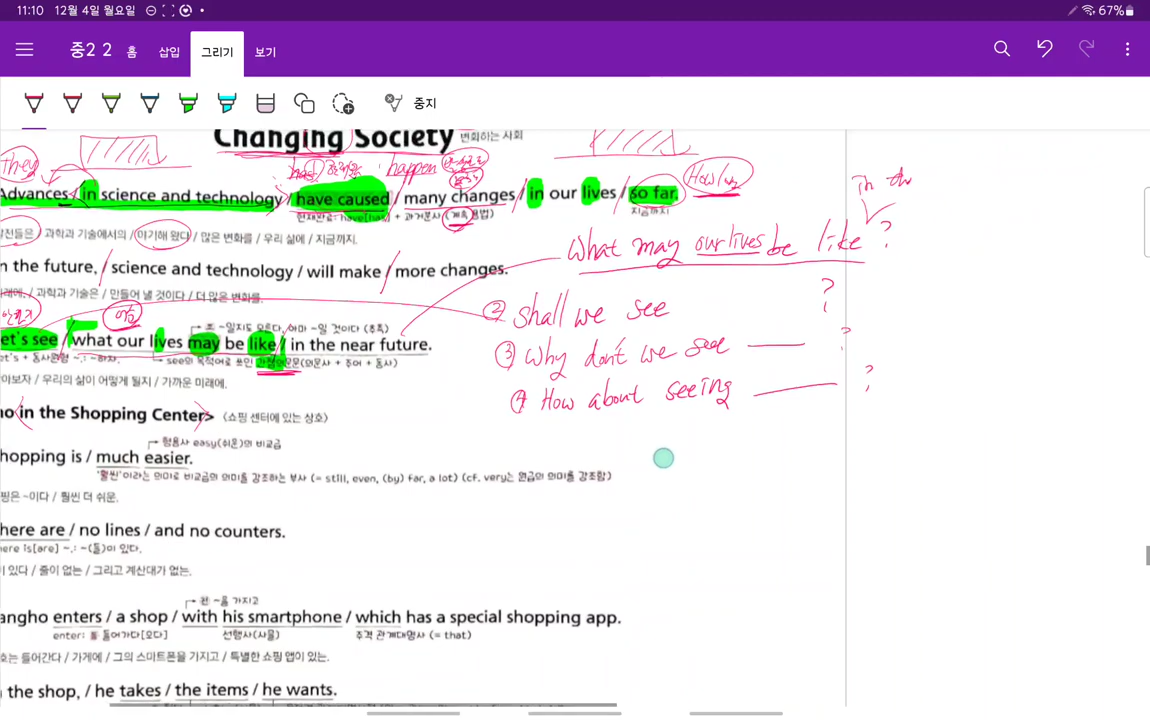 11:10 12월 4일 월요일 67%
중2 2 홈 삽입 그리기 보기
중지
Changing Society 변화하는 사회
they happen How long in the
Advances / in science and technology / have caused / many changes / in our lives / so far.
현재완료: have[has] + 과거분사 (계속 용법) 지금까지
/ 과학과 기술에서의 / 야기해 왔다 / 많은 변화를 / 우리 삶에 / 지금까지.
what may our lives be like ?
n the future, / science and technology / will make / more changes.
/ 과학과 기술은 / 만들어 낼 것이다 / 더 많은 변화를.
?
② shall we see
조 ~일지도 모르다, 아마 ~일 것이다 (추측)
et's see / what our lives may be like / in the near future.
③ why don't we see ?
et's + 동사원형 ~.: ~하자. see의 목적어로 쓰인 간접의문문(의문사 + 주어 + 동사)
아보자 / 우리의 삶이 어떻게 될지 / 가까운 미래에.
④ How about seeing ?
no in the Shopping Center> 〈쇼핑 센터에 있는 상호〉
형용사 easy(쉬운)의 비교급
hopping is / much easier.
'훨씬'이라는 의미로 비교급의 의미를 강조하는 부사 (= still, even, (by) far, a lot) (cf. very는 원급의 의미를 강조함)
핑은 ~이다 / 훨씬 더 쉬운.
here are / no lines / and no counters.
here is[are] ~.: ~(들)이 있다.
이 있다 / 줄이 없는 / 그리고 계산대가 없는.
전 ~을 가지고
angho enters / a shop / with his smartphone / which has a special shopping app.
enter: 통 들어가다[오다] 선행사(사물) 주격 관계대명사 (= that)
호는 들어간다 / 가게에 / 그의 스마트폰을 가지고 / 특별한 쇼핑 앱이 있는.
the shop, / he takes / the items / he wants.